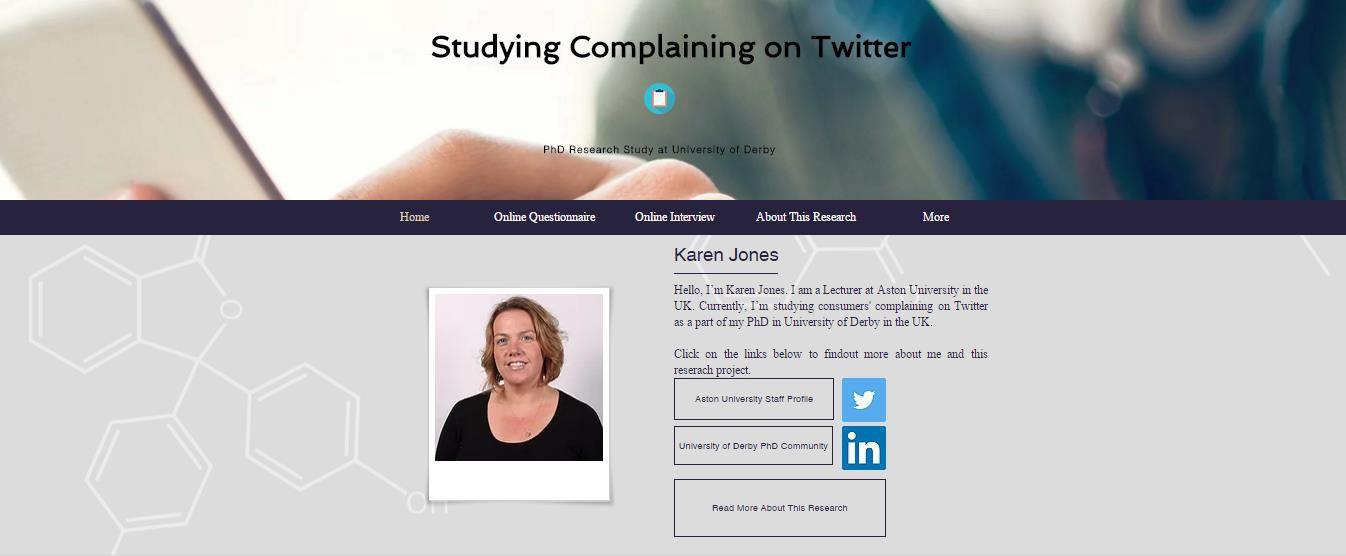 Studying Complaining on Twitter
PhD Research Study at University of Derby
Home Online Questionnaire Online Interview About This Research More
Karen Jones
Hello, I'm Karen Jones. I am a Lecturer at Aston University in the
UK. Currently, I'm studying consumers' complaining on Twitter
as a part of my PhD in University of Derby in the UK.
Click on the links below to findout more about me and this
reserach project.
Aston University Staff Profile
University of Derby PhD Community
in
Read More About This Research
O
OH